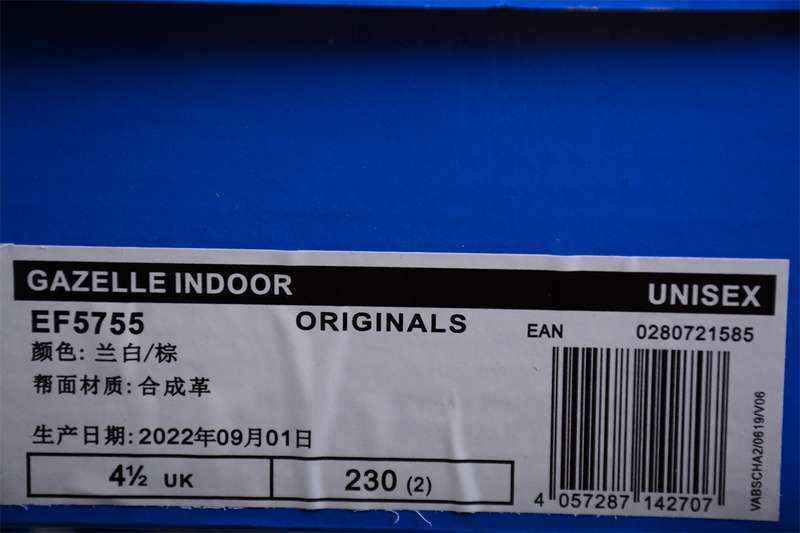 GAZELLE INDOOR UNISEX
EF5755 ORIGINALS EAN 0280721585
颜色: 兰白/棕
帮面材质: 合成革
生产日期: 2022年09月01日
4½ UK 230 (2)
4 057287 142707
VABSCHA2/0619/V06